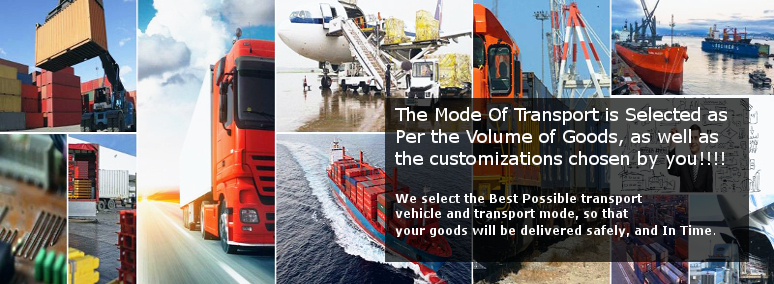 The Mode Of Transport is Selected as
Per the Volume of Goods, as well as
the customizations chosen by you!!!!
We select the Best Possible transport
vehicle and transport mode, so that
your goods will be delivered safely, and In Time.